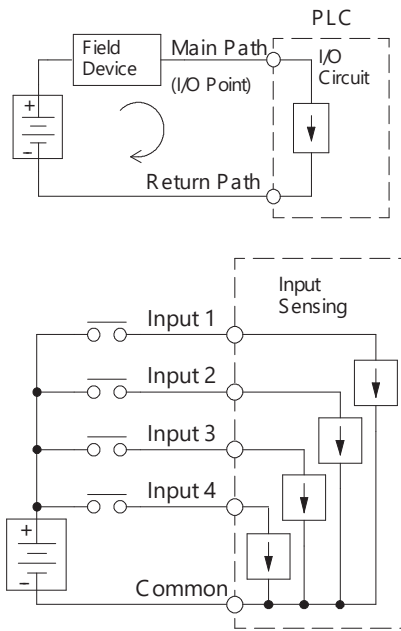 PLC
Field
Device
Main Path
(I/O Point)
I/O
Circuit
+
−
Return Path
Input
Sensing
Input 1
Input 2
Input 3
Input 4
+
−
Common